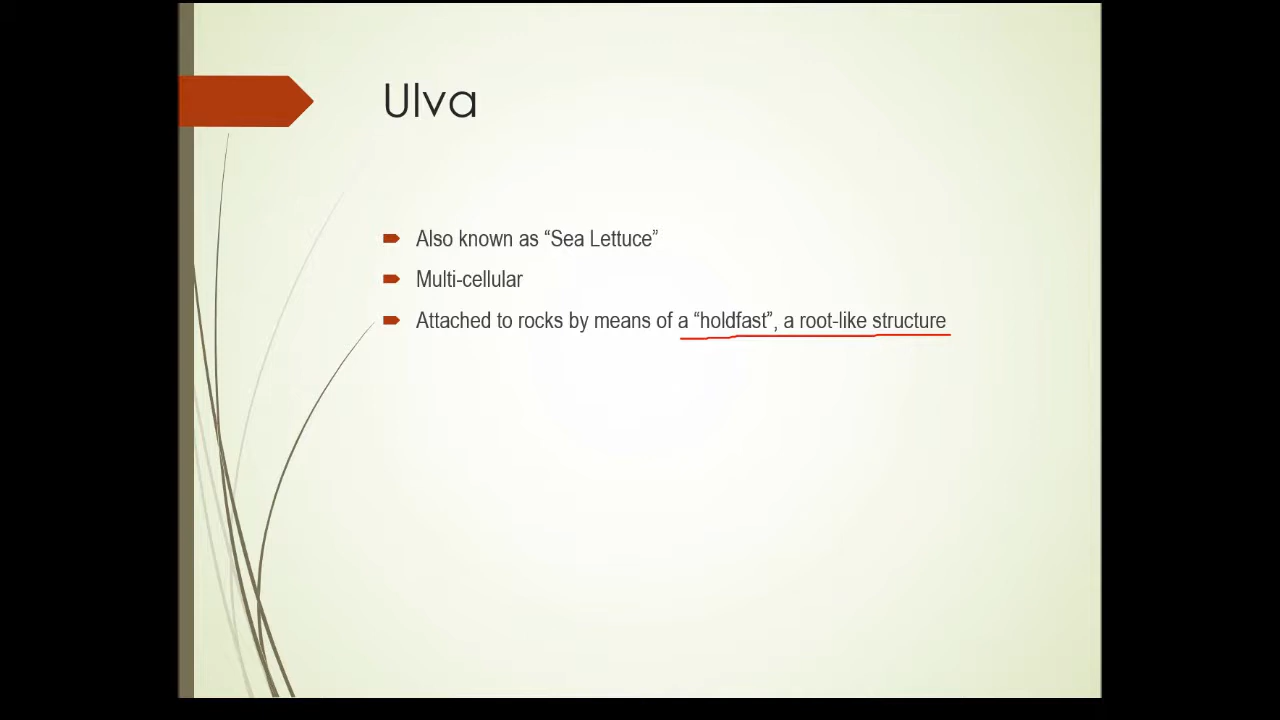 Ulva
Also known as “Sea Lettuce”
Multi-cellular
Attached to rocks by means of a “holdfast”, a root-like structure